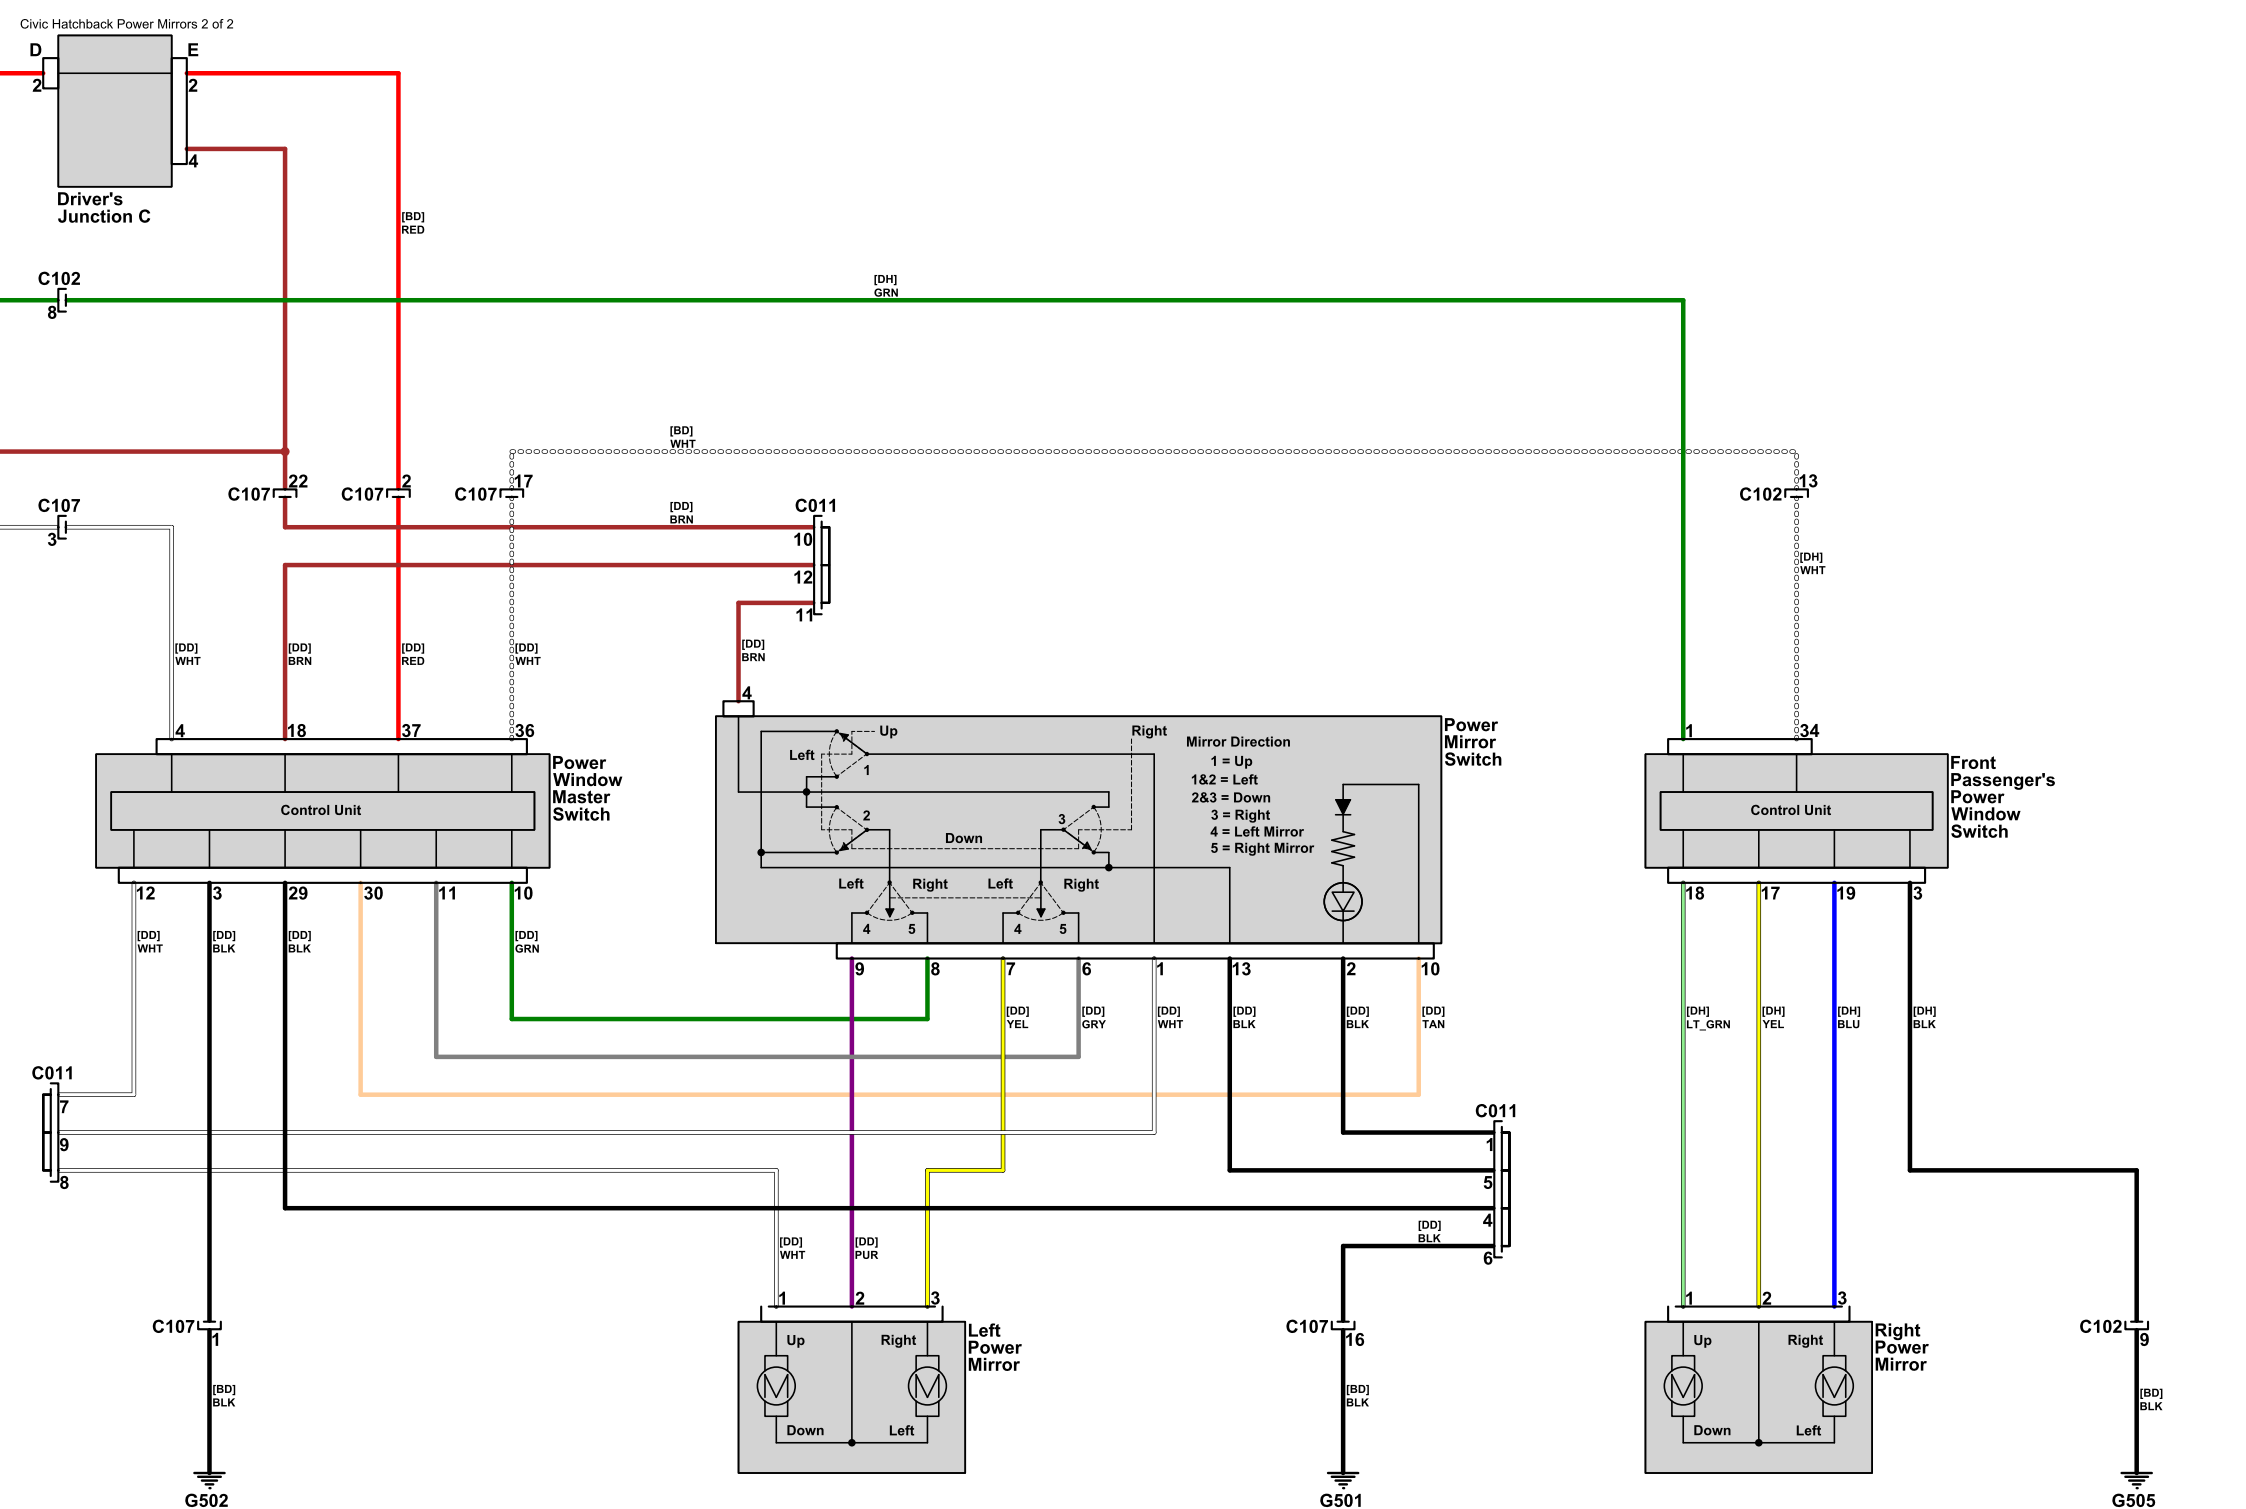 Civic Hatchback Power Mirrors 2 of 2
D
E
2
2
4
Driver's
Junction C
[BD]
RED
C102
8
[DH]
GRN
[BD]
WHT
C107
22
C107
2
C107
17
C102
13
C107
3
[DD]
BRN
C011
10
12
11
[DH]
WHT
[DD]
WHT
[DD]
BRN
[DD]
RED
[DD]
WHT
[DD]
BRN
4
4
18
37
36
Power
Window
Master
Switch
Control Unit
12
3
29
30
11
10
Power
Mirror
Switch
Up
Left
1
2
3
Right
Down
Left
Right
Left
Right
4
5
4
5
Mirror Direction
1 = Up
1&2 = Left
2&3 = Down
3 = Right
4 = Left Mirror
5 = Right Mirror
1
34
Front
Passenger's
Power
Window
Switch
Control Unit
18
17
19
3
[DD]
WHT
[DD]
BLK
[DD]
BLK
[DD]
GRN
9
8
7
6
1
13
2
10
[DD]
YEL
[DD]
GRY
[DD]
WHT
[DD]
BLK
[DD]
BLK
[DD]
TAN
[DH]
LT_GRN
[DH]
YEL
[DH]
BLU
[DH]
BLK
C011
7
9
8
C011
1
5
4
6
[DD]
BLK
[DD]
WHT
[DD]
PUR
1
2
3
Left
Power
Mirror
Up
Right
Down
Left
1
2
3
Right
Power
Mirror
Up
Right
Down
Left
C107
1
[BD]
BLK
G502
C107
16
[BD]
BLK
G501
C102
9
[BD]
BLK
G505